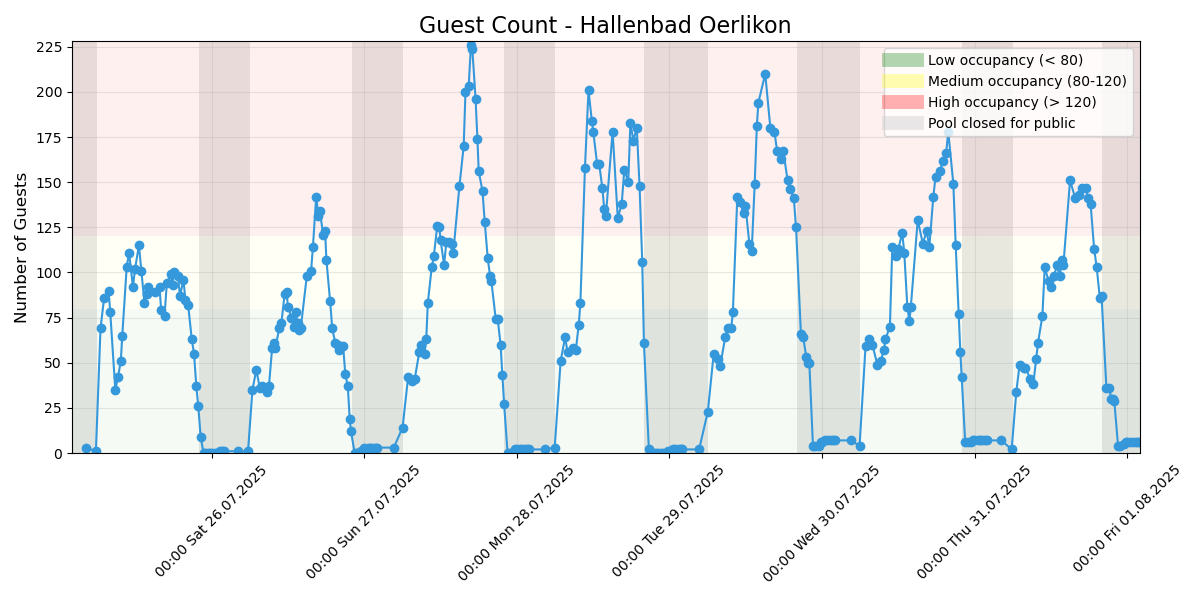 Guest Count - Hallenbad Oerlikon
Number of Guests
225
200
175
150
125
100
75
50
25
0
Low occupancy (< 80)
Medium occupancy (80-120)
High occupancy (> 120)
Pool closed for public
00:00 Sat 26.07.2025
00:00 Sun 27.07.2025
00:00 Mon 28.07.2025
00:00 Tue 29.07.2025
00:00 Wed 30.07.2025
00:00 Thu 31.07.2025
00:00 Fri 01.08.2025